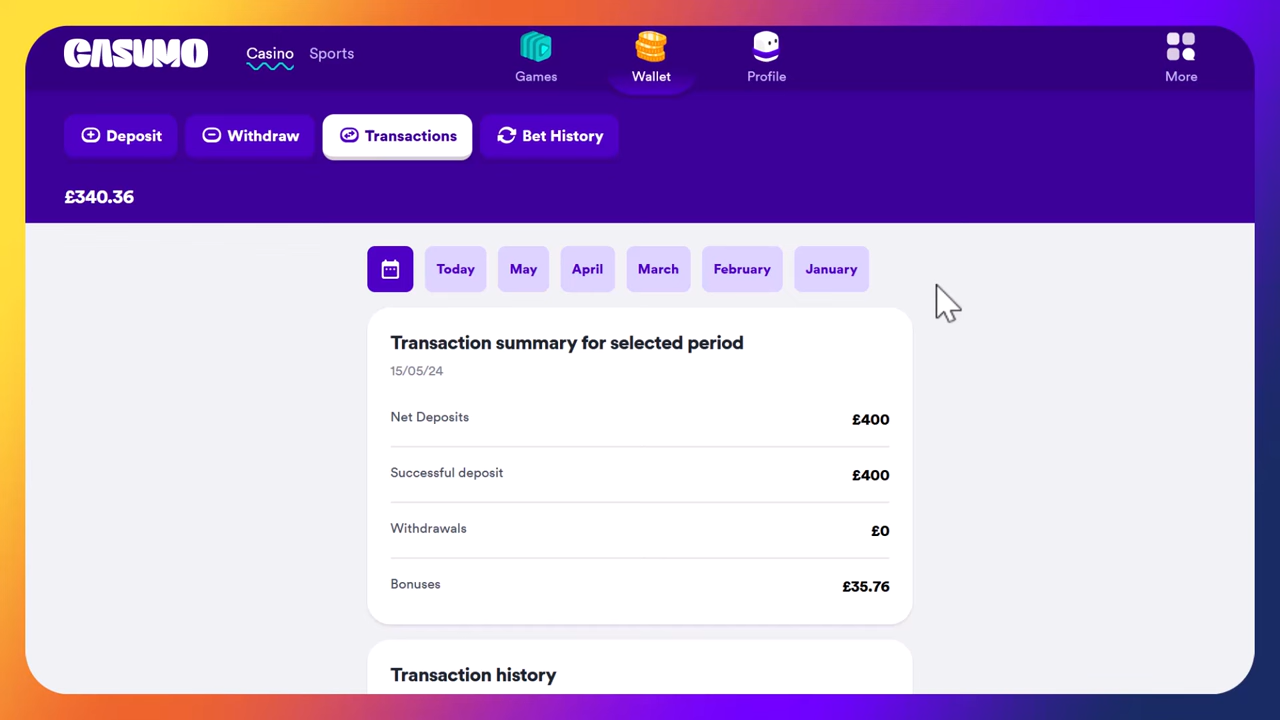 CASUMO
Casino
Sports
Games
Wallet
Profile
More
Deposit
Withdraw
Transactions
Bet History
£340.36
Today
May
April
March
February
January
Transaction summary for selected period
15/05/24
Net Deposits £400
Successful deposit £400
Withdrawals £0
Bonuses £35.76
Transaction history